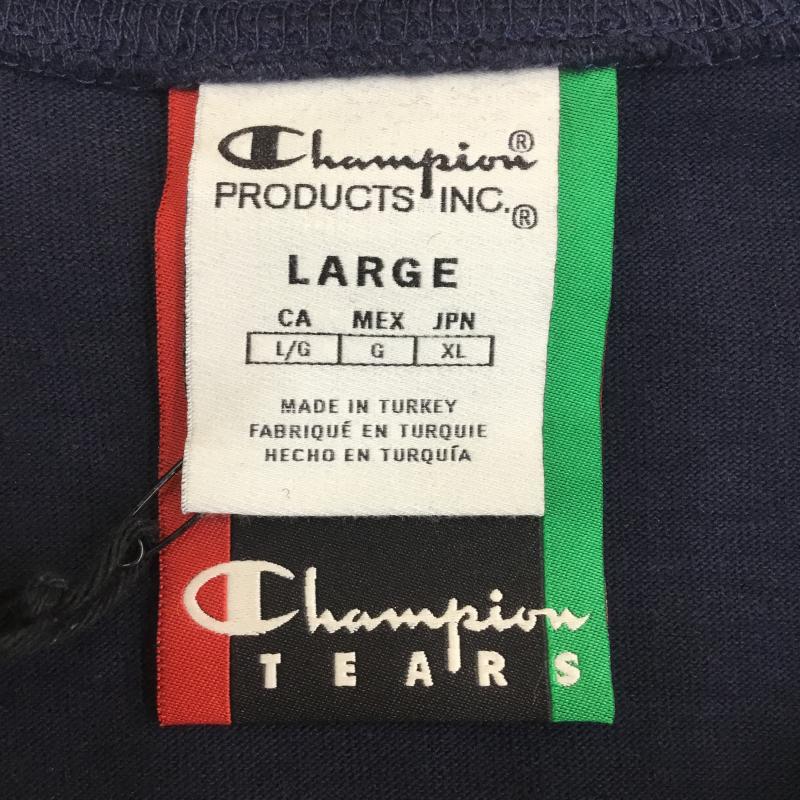 Champion®
PRODUCTS INC.®
LARGE
CA MEX JPN
L/G G XL
MADE IN TURKEY
FABRIQUÉ EN TURQUIE
HECHO EN TURQUÍA
Champion
TEARS